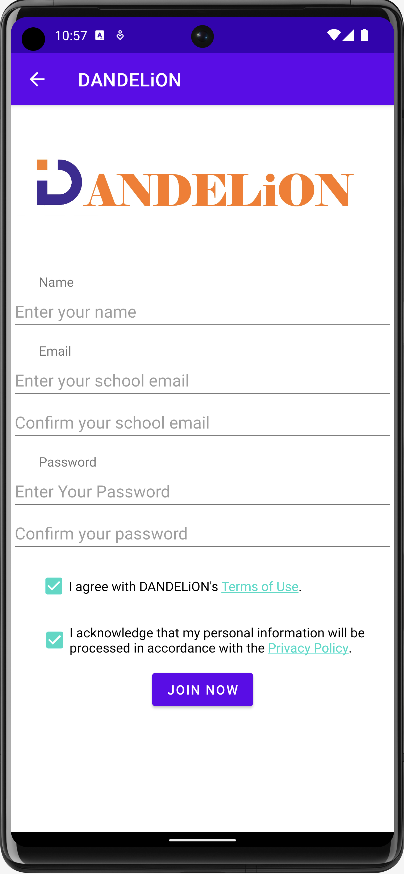 10:57
DANDELiON
DANDELiON
Name
Enter your name
Email
Enter your school email
Confirm your school email
Password
Enter Your Password
Confirm your password
I agree with DANDELiON's Terms of Use.
I acknowledge that my personal information will be
processed in accordance with the Privacy Policy.
JOIN NOW